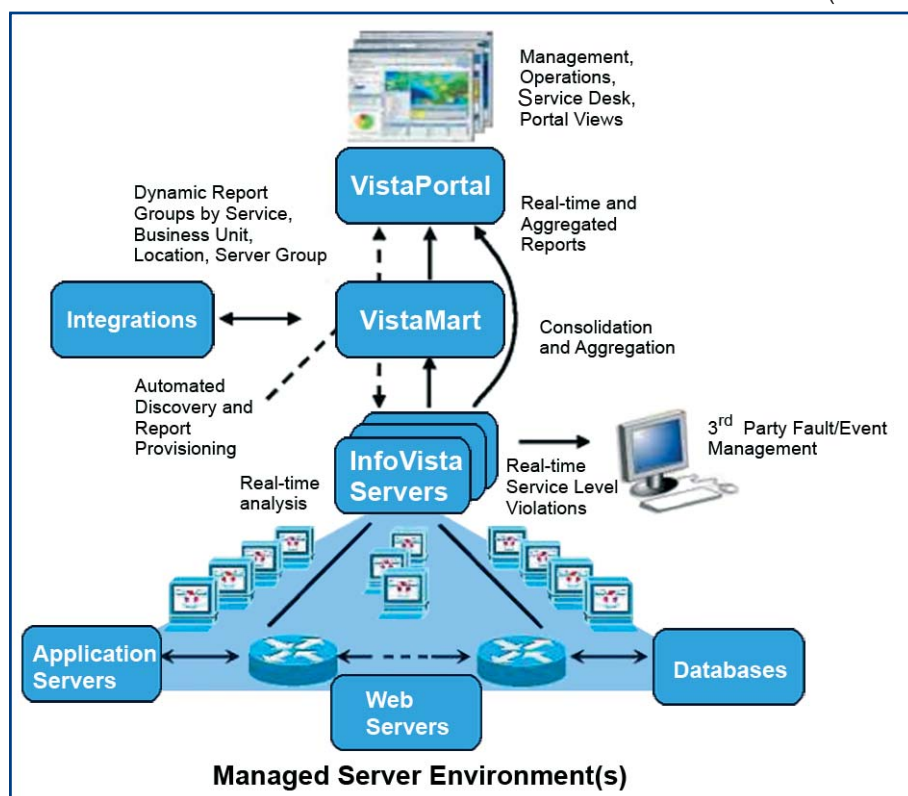 (
Management,
Operations,
Service Desk,
Portal Views
VistaPortal
Dynamic Report
Groups by Service,
Business Unit,
Location, Server Group
Real-time and
Aggregated
Reports
Integrations
VistaMart
Consolidation
and Aggregation
Automated
Discovery and
Report
Provisioning
3rd Party Fault/Event
Management
InfoVista
Servers
Real-time
analysis
Real-time
Service Level
Violations
Application
Servers
Databases
Web
Servers
Managed Server Environment(s)